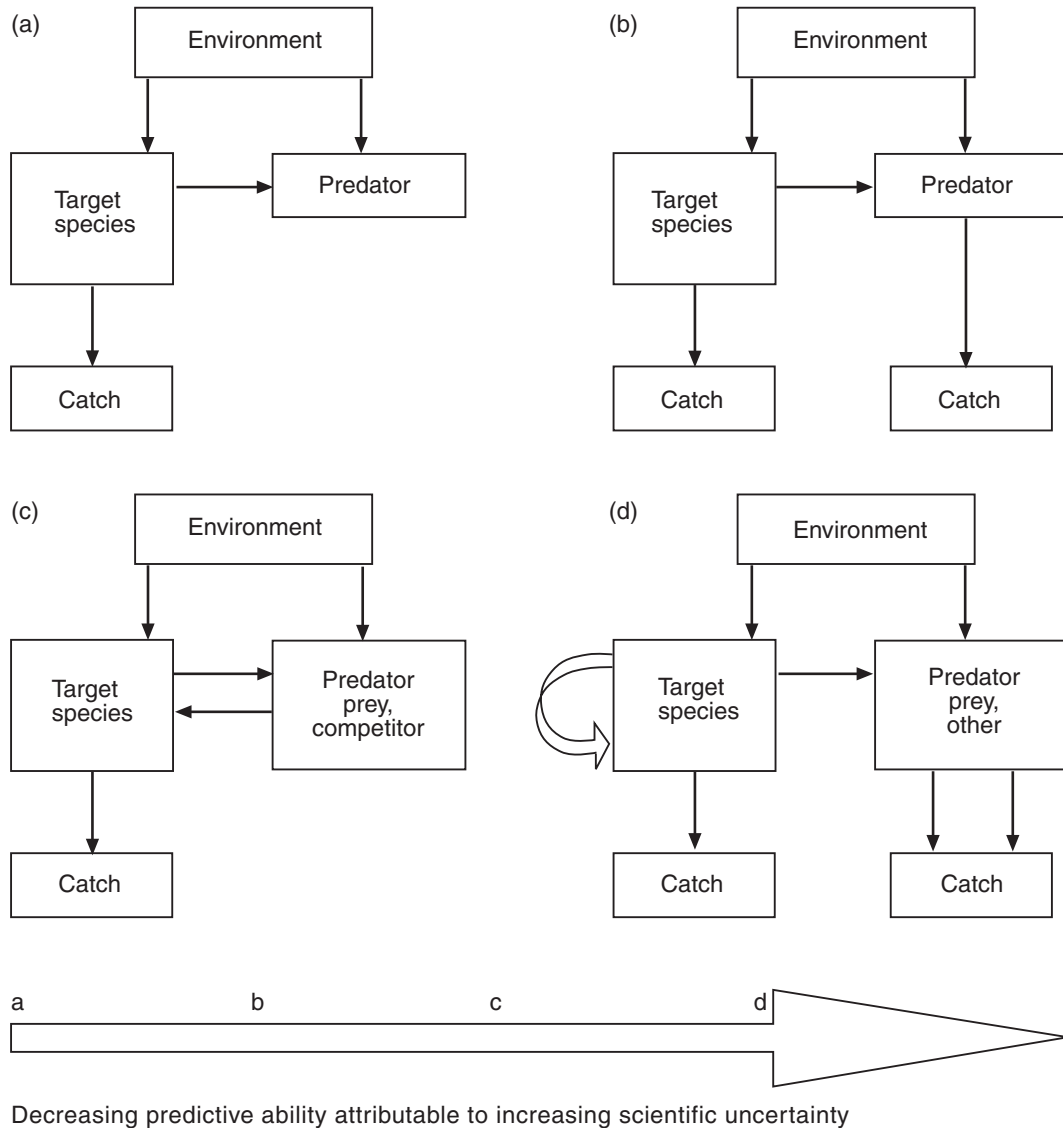 (a)
Environment
Target
species
Predator
Catch
(b)
Environment
Target
species
Predator
Catch
Catch
(c)
Environment
Target
species
Predator
prey,
competitor
Catch
(d)
Environment
Target
species
Predator
prey,
other
Catch
Catch
a b c d
Decreasing predictive ability attributable to increasing scientific uncertainty